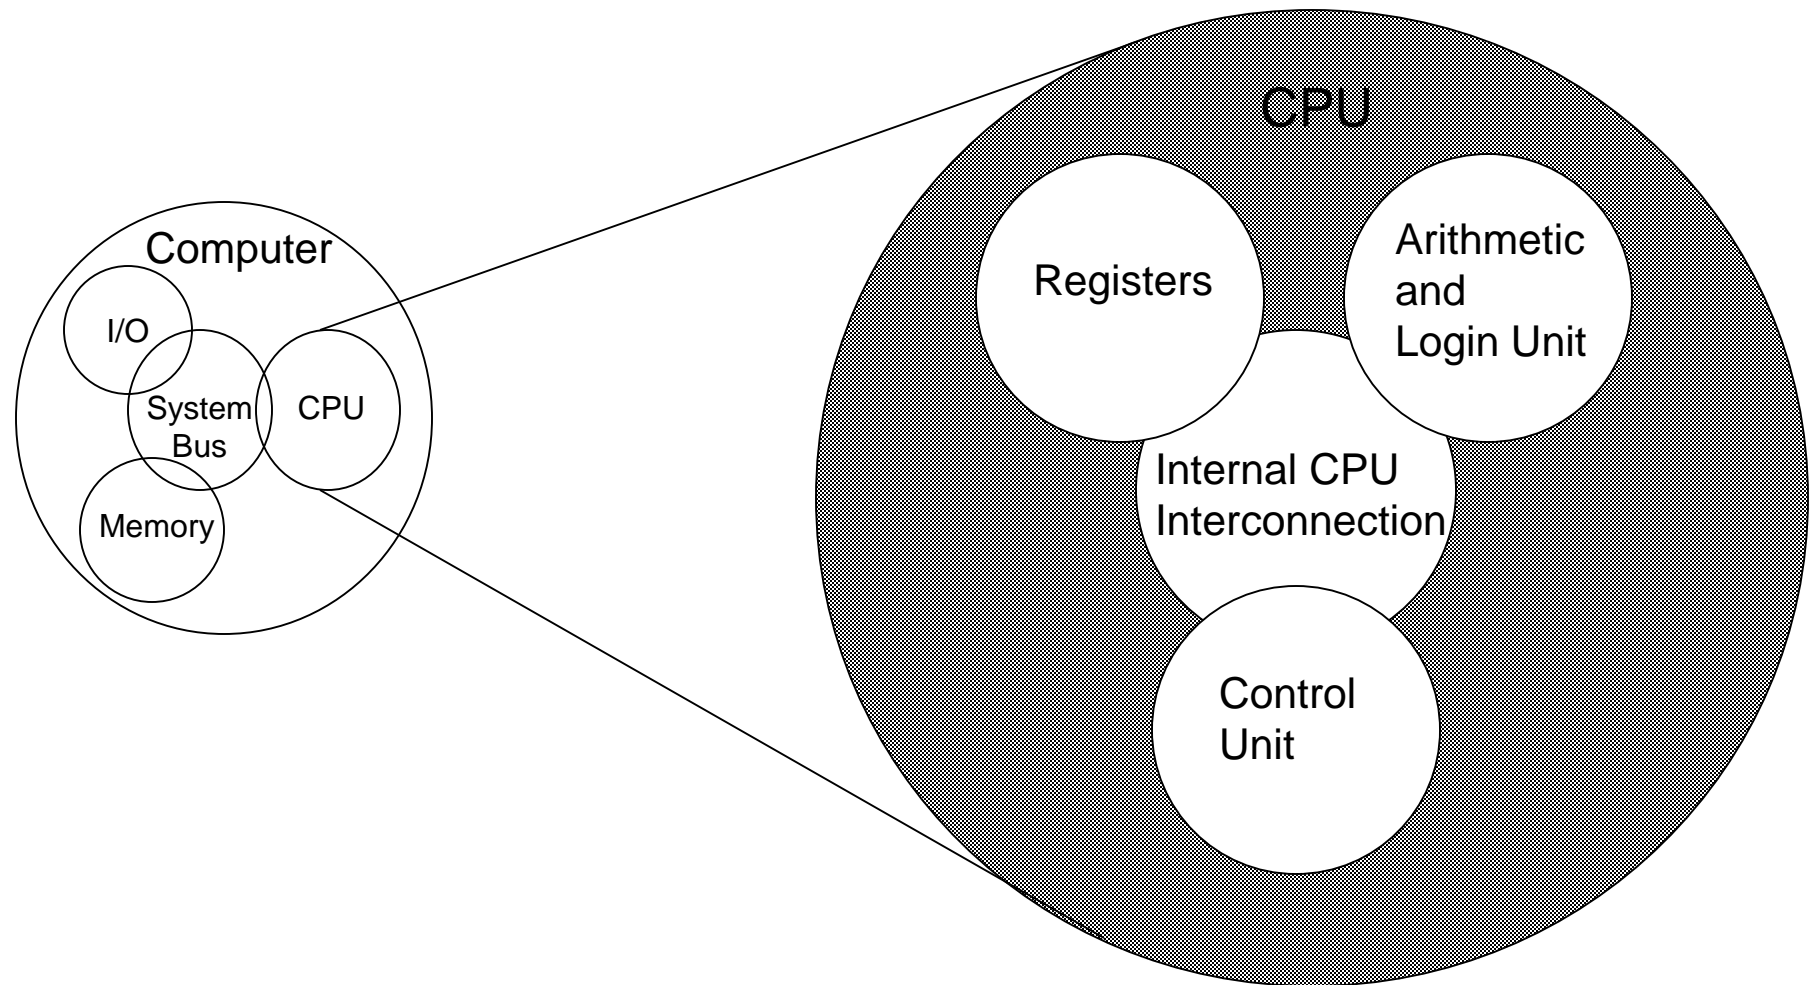 Computer
I/O
System
Bus
CPU
Memory
CPU
Registers
Arithmetic
and
Login Unit
Internal CPU
Interconnection
Control
Unit